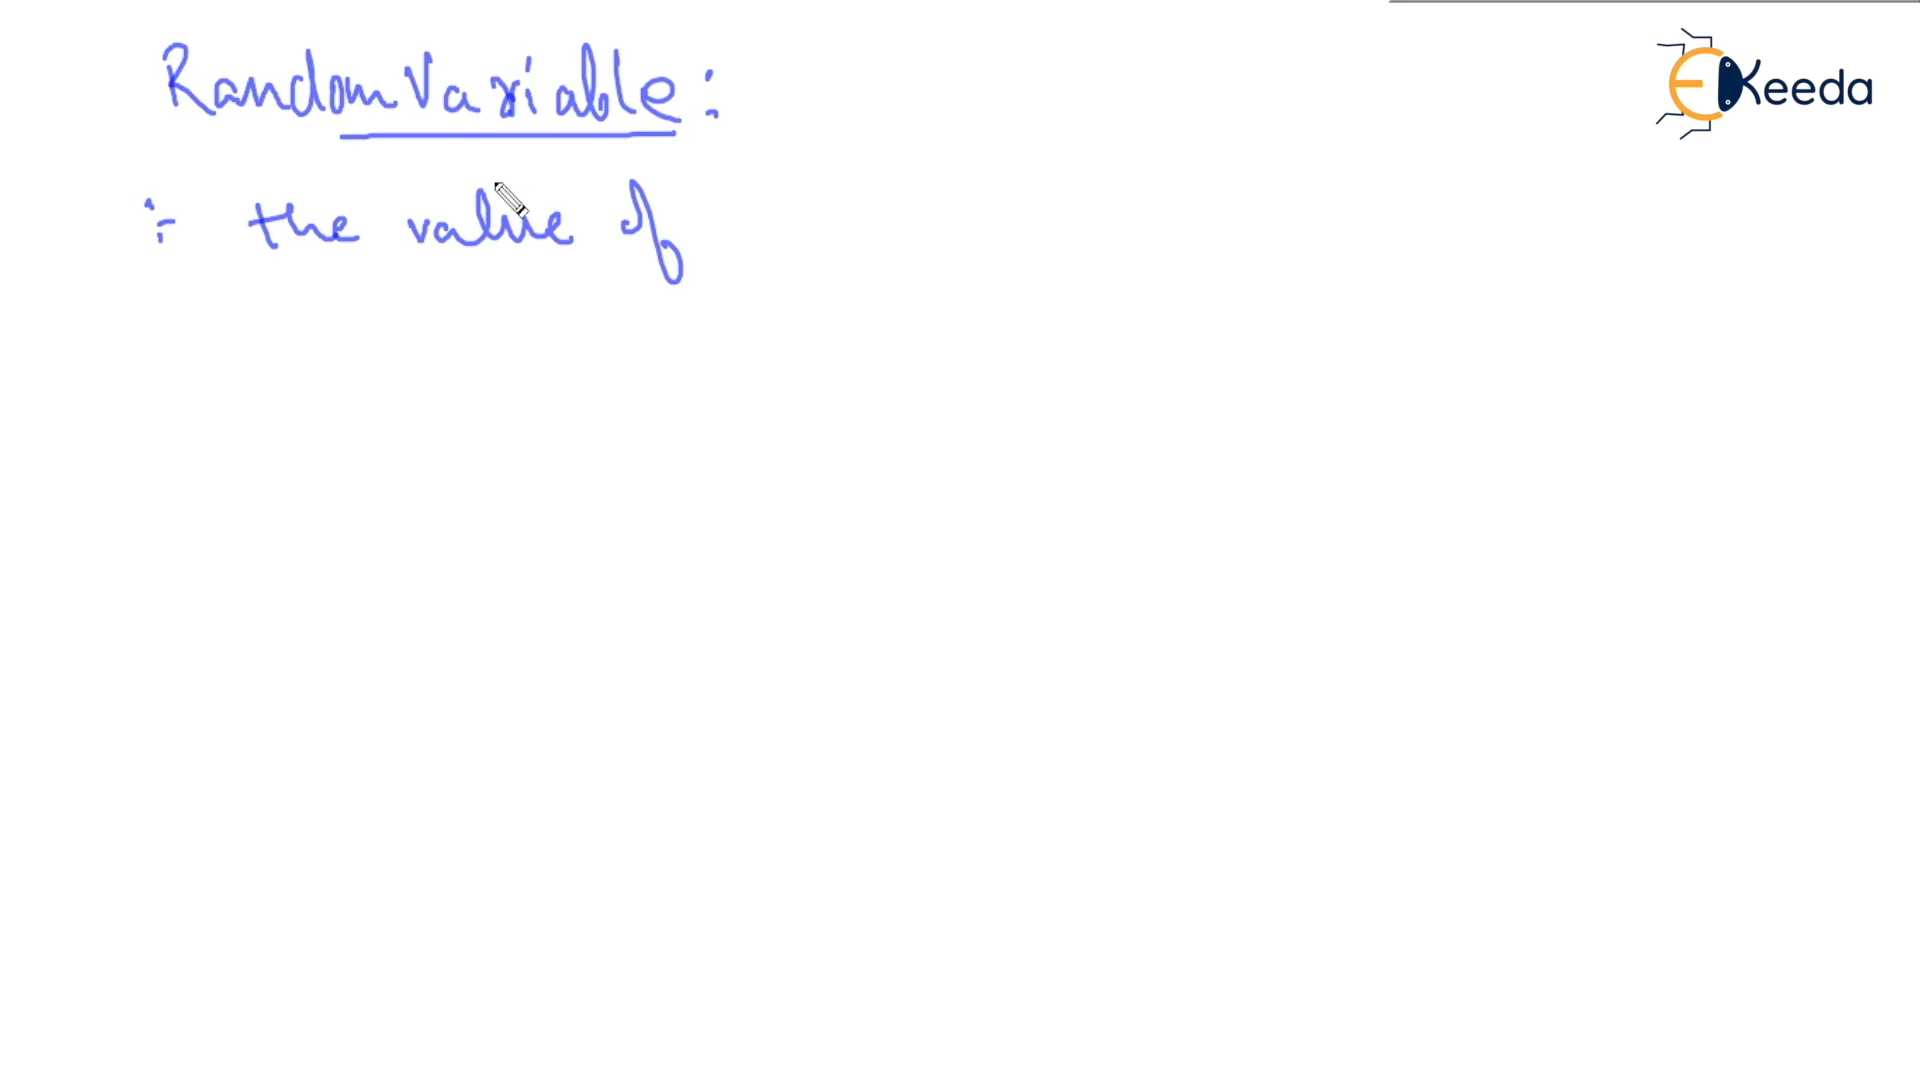 Random Variable :
∵ the value of
EKeeda